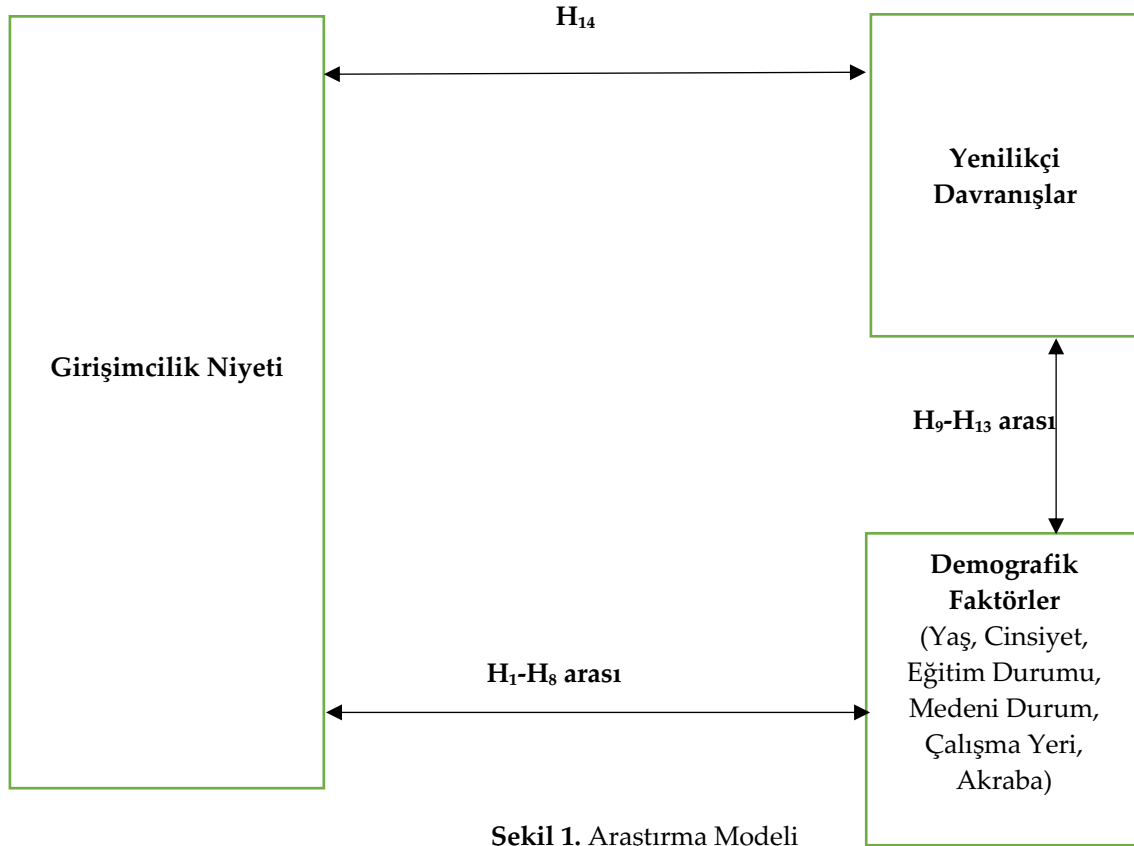 H₁₄
Yenilikçi
Davranışlar
Girişimcilik Niyeti
H₉-H₁₃ arası
Demografik
Faktörler
(Yaş, Cinsiyet,
Eğitim Durumu,
Medeni Durum,
Çalışma Yeri,
Akraba)
H₁-H₈ arası
Sekil 1. Arastırma Modeli